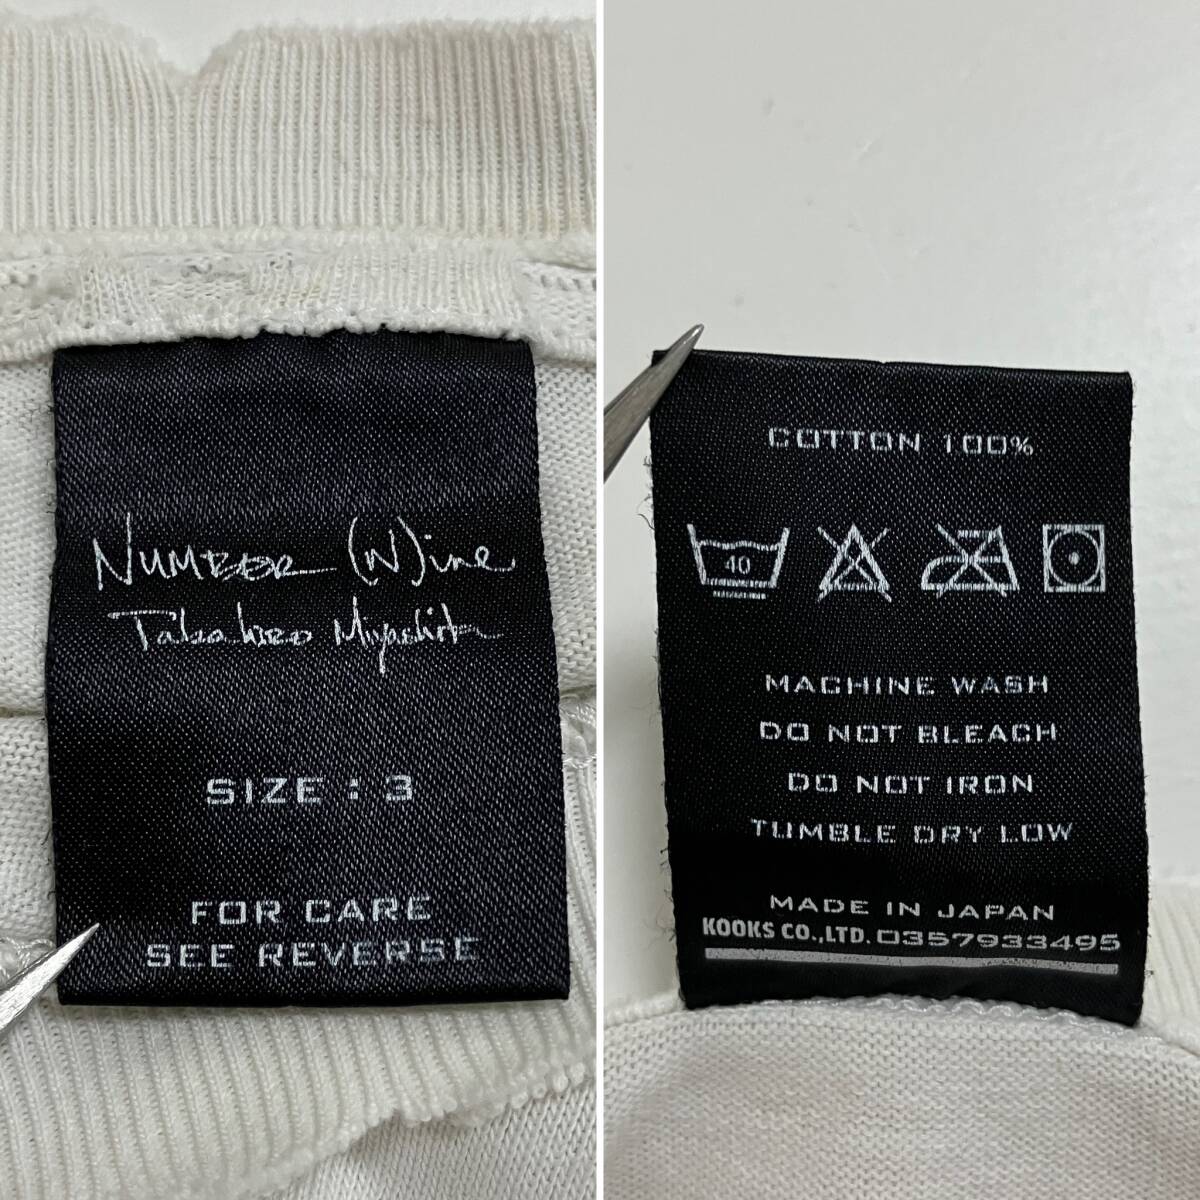 NUMBER (N)ine
Takahiro Miyashita
SIZE : 3
FOR CARE
SEE REVERSE
COTTON 100%
40
MACHINE WASH
DO NOT BLEACH
DO NOT IRON
TUMBLE DRY LOW
MADE IN JAPAN
KOOKS CO.,LTD. 0357933495